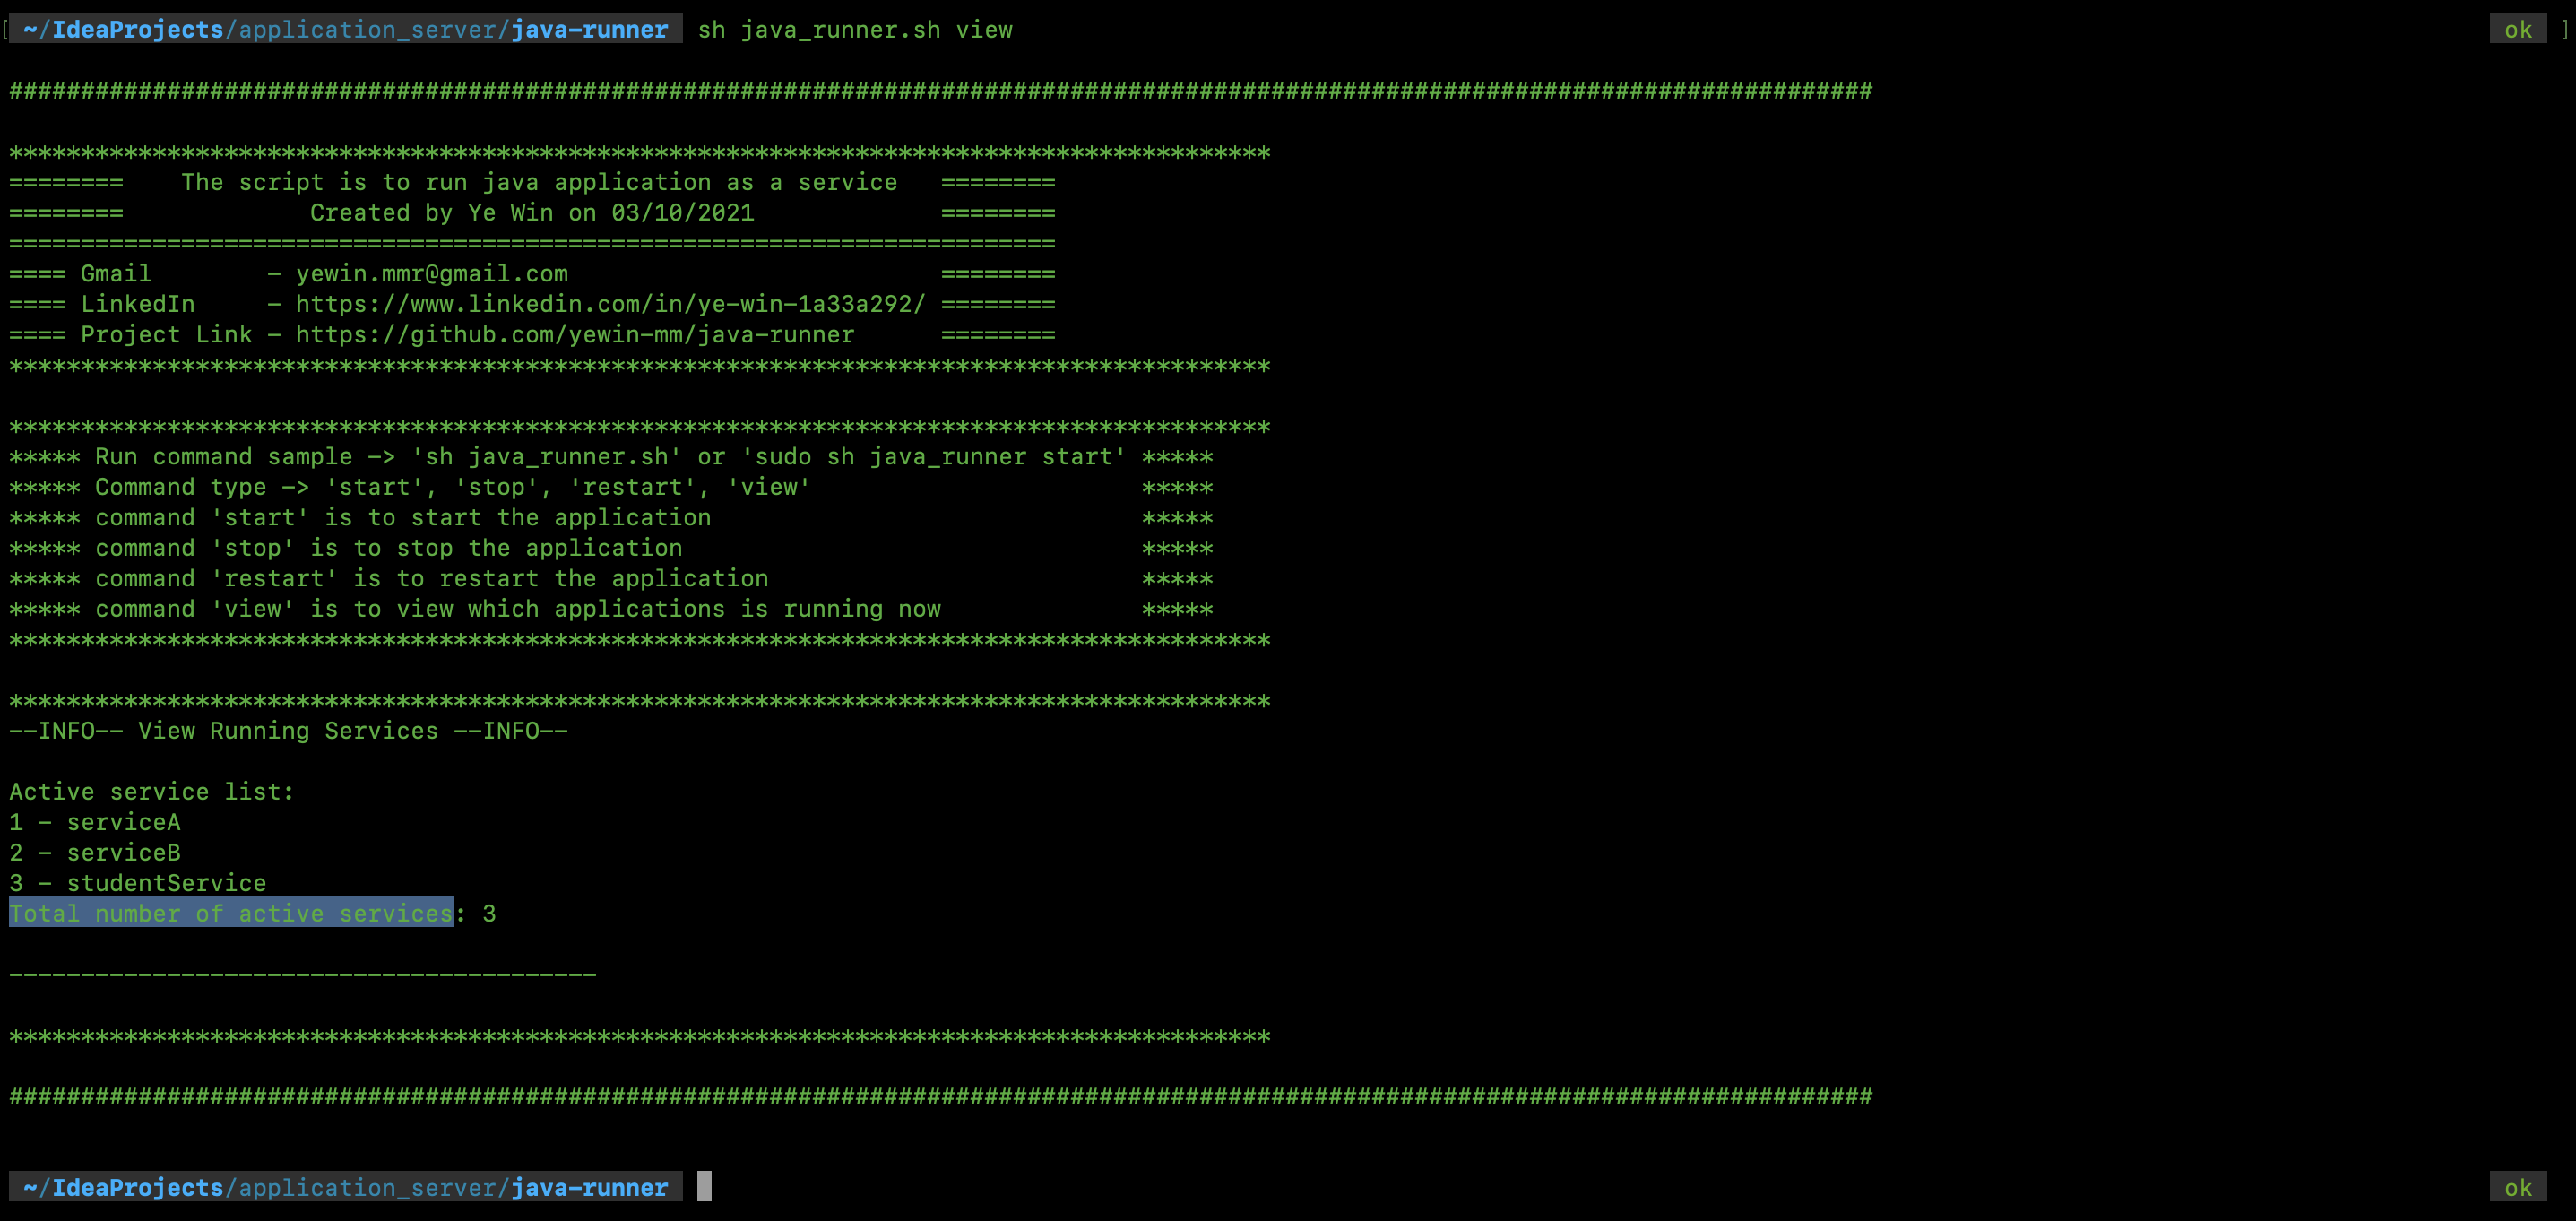 [ ~/IdeaProjects/application_server/java-runner  sh java_runner.sh view ok ]
##################################################################################################################################
****************************************************************************************
========    The script is to run java application as a service   ========
========             Created by Ye Win on 03/10/2021             ========
=========================================================================
==== Gmail        - yewin.mmr@gmail.com                          ========
==== LinkedIn     - https://www.linkedin.com/in/ye-win-1a33a292/ ========
==== Project Link - https://github.com/yewin-mm/java-runner      ========
****************************************************************************************
****************************************************************************************
***** Run command sample -> 'sh java_runner.sh' or 'sudo sh java_runner start' *****
***** Command type -> 'start', 'stop', 'restart', 'view'                       *****
***** command 'start' is to start the application                              *****
***** command 'stop' is to stop the application                                *****
***** command 'restart' is to restart the application                          *****
***** command 'view' is to view which applications is running now              *****
****************************************************************************************
****************************************************************************************
--INFO-- View Running Services --INFO--
Active service list:
1 - serviceA
2 - serviceB
3 - studentService
Total number of active services: 3
-----------------------------------------
****************************************************************************************
##################################################################################################################################
~/IdeaProjects/application_server/java-runner ok